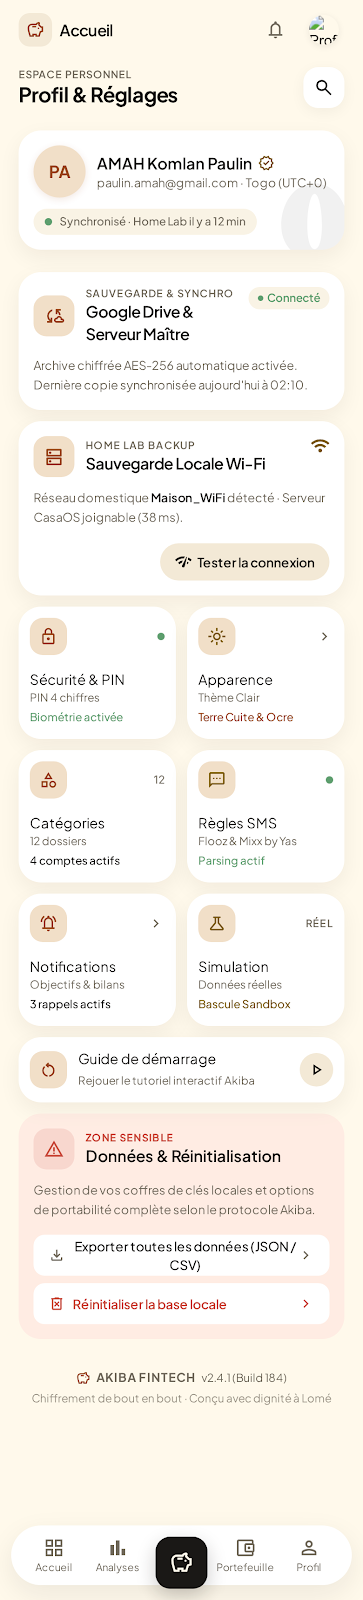 Accueil
Prof
ESPACE PERSONNEL
Profil & Réglages
PA
AMAH Komlan Paulin
paulin.amah@gmail.com · Togo (UTC+0)
Synchronisé · Home Lab il y a 12 min
0
SAUVEGARDE & SYNCHRO
Connecté
Google Drive &
Serveur Maître
Archive chiffrée AES-256 automatique activée.
Dernière copie synchronisée aujourd'hui à 02:10.
HOME LAB BACKUP
Sauvegarde Locale Wi-Fi
Réseau domestique Maison_WiFi détecté · Serveur
CasaOS joignable (38 ms).
Tester la connexion
Sécurité & PIN
PIN 4 chiffres
Biométrie activée
Apparence
Thème Clair
Terre Cuite & Ocre
12
Catégories
12 dossiers
4 comptes actifs
Règles SMS
Flooz & Mixx by Yas
Parsing actif
Notifications
Objectifs & bilans
3 rappels actifs
RÉEL
Simulation
Données réelles
Bascule Sandbox
Guide de démarrage
Rejouer le tutoriel interactif Akiba
ZONE SENSIBLE
Données & Réinitialisation
Gestion de vos coffres de clés locales et options
de portabilité complète selon le protocole Akiba.
Exporter toutes les données (JSON /
CSV)
Réinitialiser la base locale
AKIBA FINTECH v2.4.1 (Build 184)
Chiffrement de bout en bout · Conçu avec dignité à Lomé
Accueil
Analyses
Portefeuille
Profil